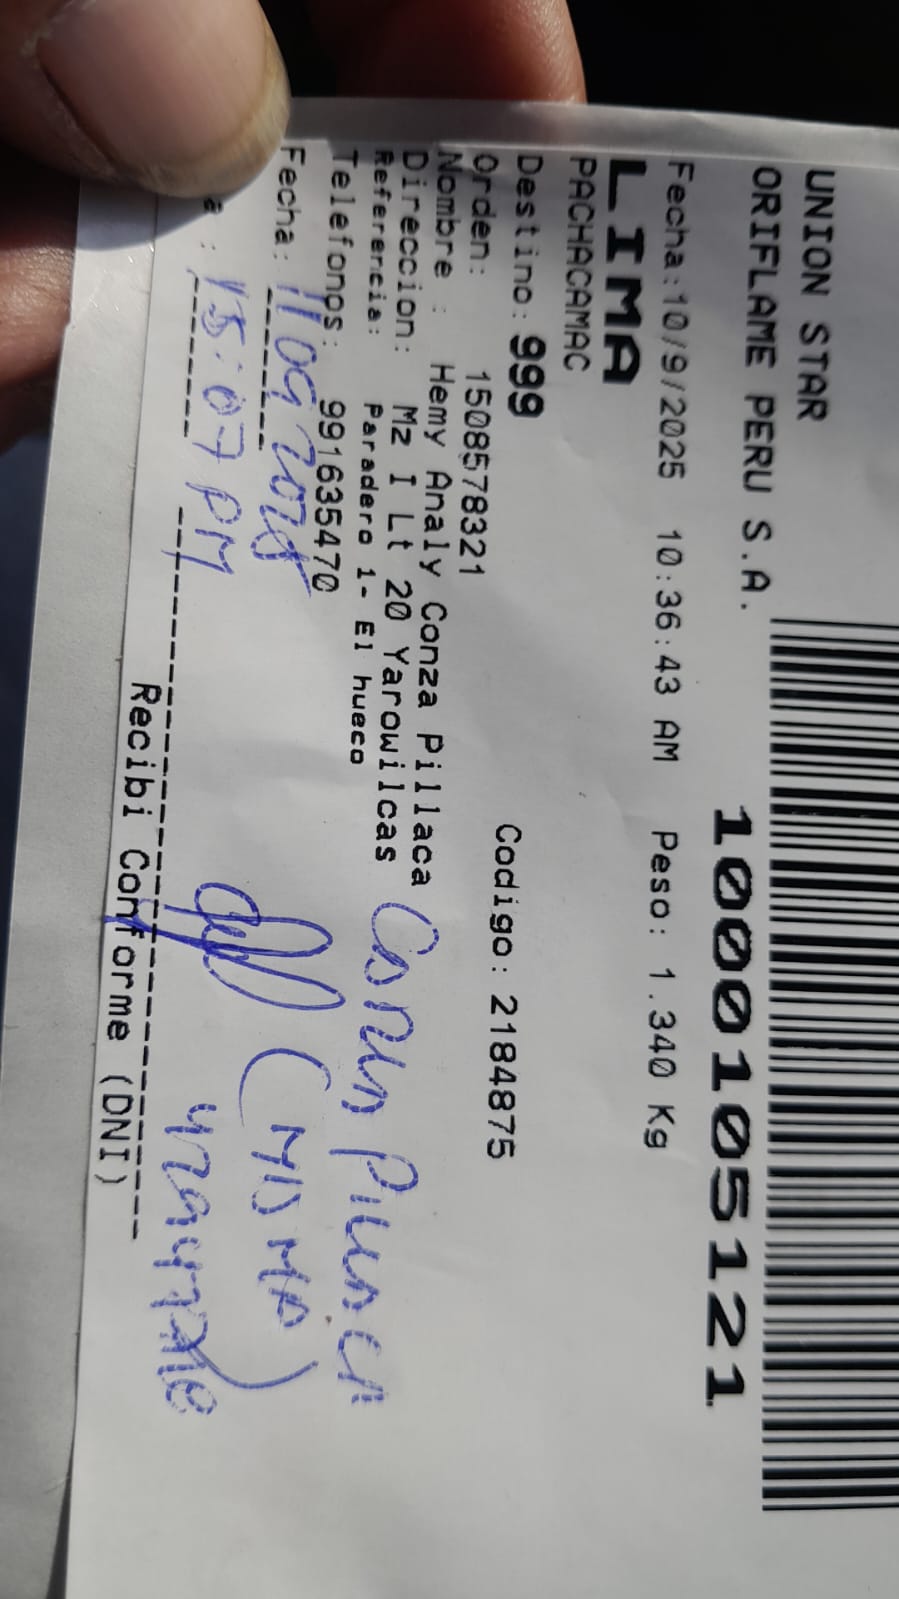 UNION STAR
ORIFLAME PERU S.A.
1000105121
Fecha:10/9/2025 10:36:43 AM Peso: 1.340 Kg
LIMA
PACHACAMAC
Destino: 999 Codigo: 2184875
Orden: 1508578321
Nombre : Hemy Analy Conza Pillaca
Direccion: Mz I Lt 20 Yarowilcas
Referencia: Paradero 1- El hueco
Telefonos: 991635470
Fecha: 11 09 2025
a : 15:07 PM
Recibi Conforme (DNI)